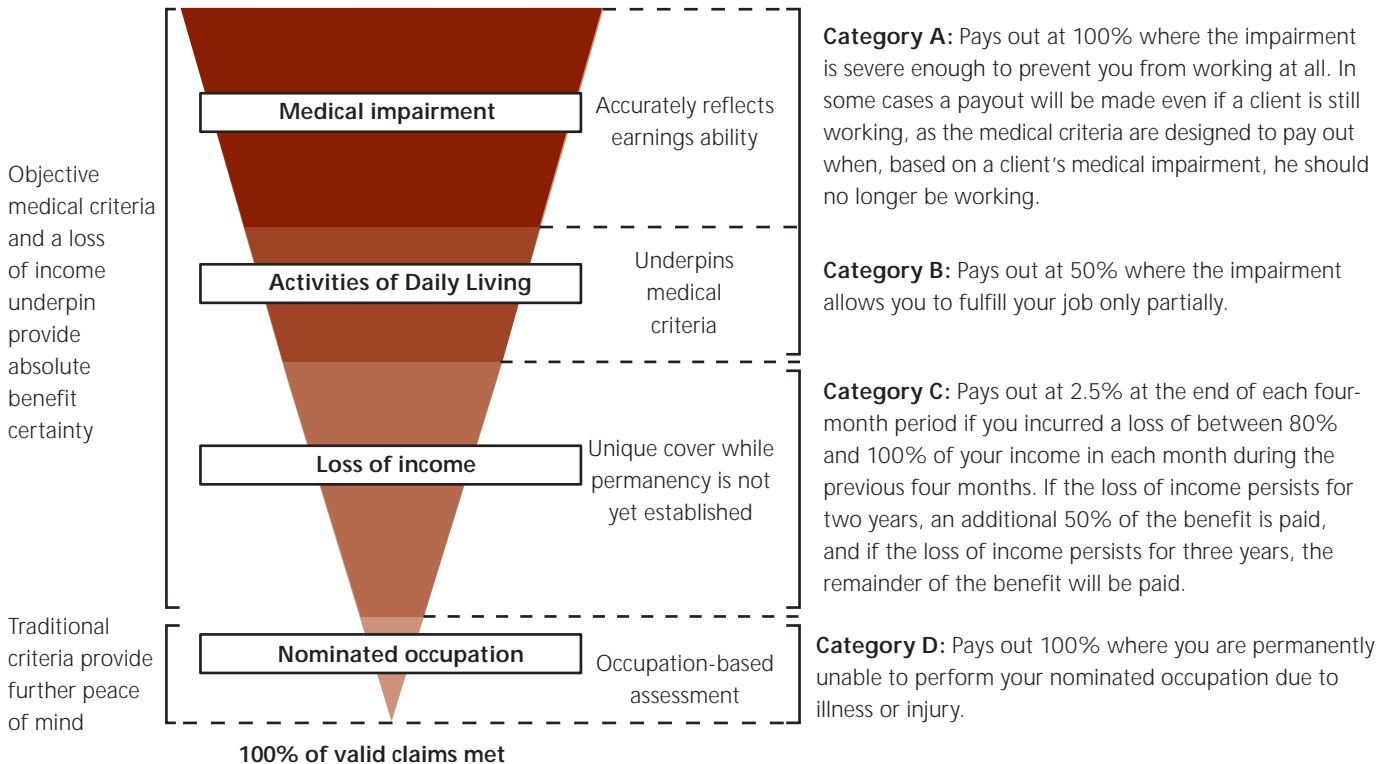 Objective
medical criteria
and a loss
of income
underpin
provide
absolute
benefit
certainty
Traditional
criteria provide
further peace
of mind
Medical impairment
Activities of Daily Living
Loss of income
Nominated occupation
100% of valid claims met
Accurately reflects
earnings ability
Underpins
medical
criteria
Unique cover while
permanency is not
yet established
Occupation-based
assessment
Category A: Pays out at 100% where the impairment
is severe enough to prevent you from working at all. In
some cases a payout will be made even if a client is still
working, as the medical criteria are designed to pay out
when, based on a client's medical impairment, he should
no longer be working.
Category B: Pays out at 50% where the impairment
allows you to fulfill your job only partially.
Category C: Pays out at 2.5% at the end of each four-
month period if you incurred a loss of between 80%
and 100% of your income in each month during the
previous four months. If the loss of income persists for
two years, an additional 50% of the benefit is paid,
and if the loss of income persists for three years, the
remainder of the benefit will be paid.
Category D: Pays out 100% where you are permanently
unable to perform your nominated occupation due to
illness or injury.